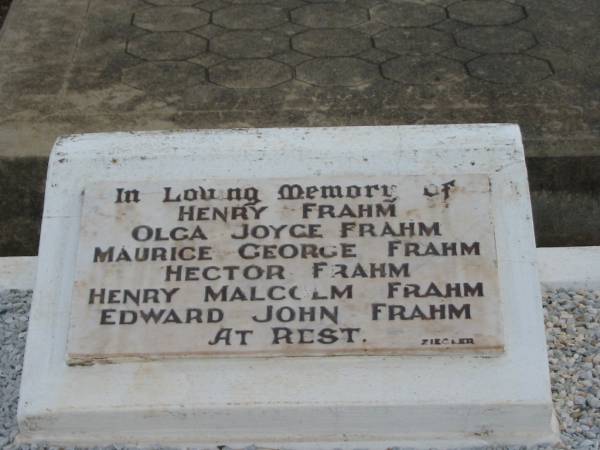 In Loving Memory of
HENRY FRAHM
OLGA JOYCE FRAHM
MAURICE GEORGE FRAHM
HECTOR FRAHM
HENRY MALCOLM FRAHM
EDWARD JOHN FRAHM
AT REST.
ZIEGLER